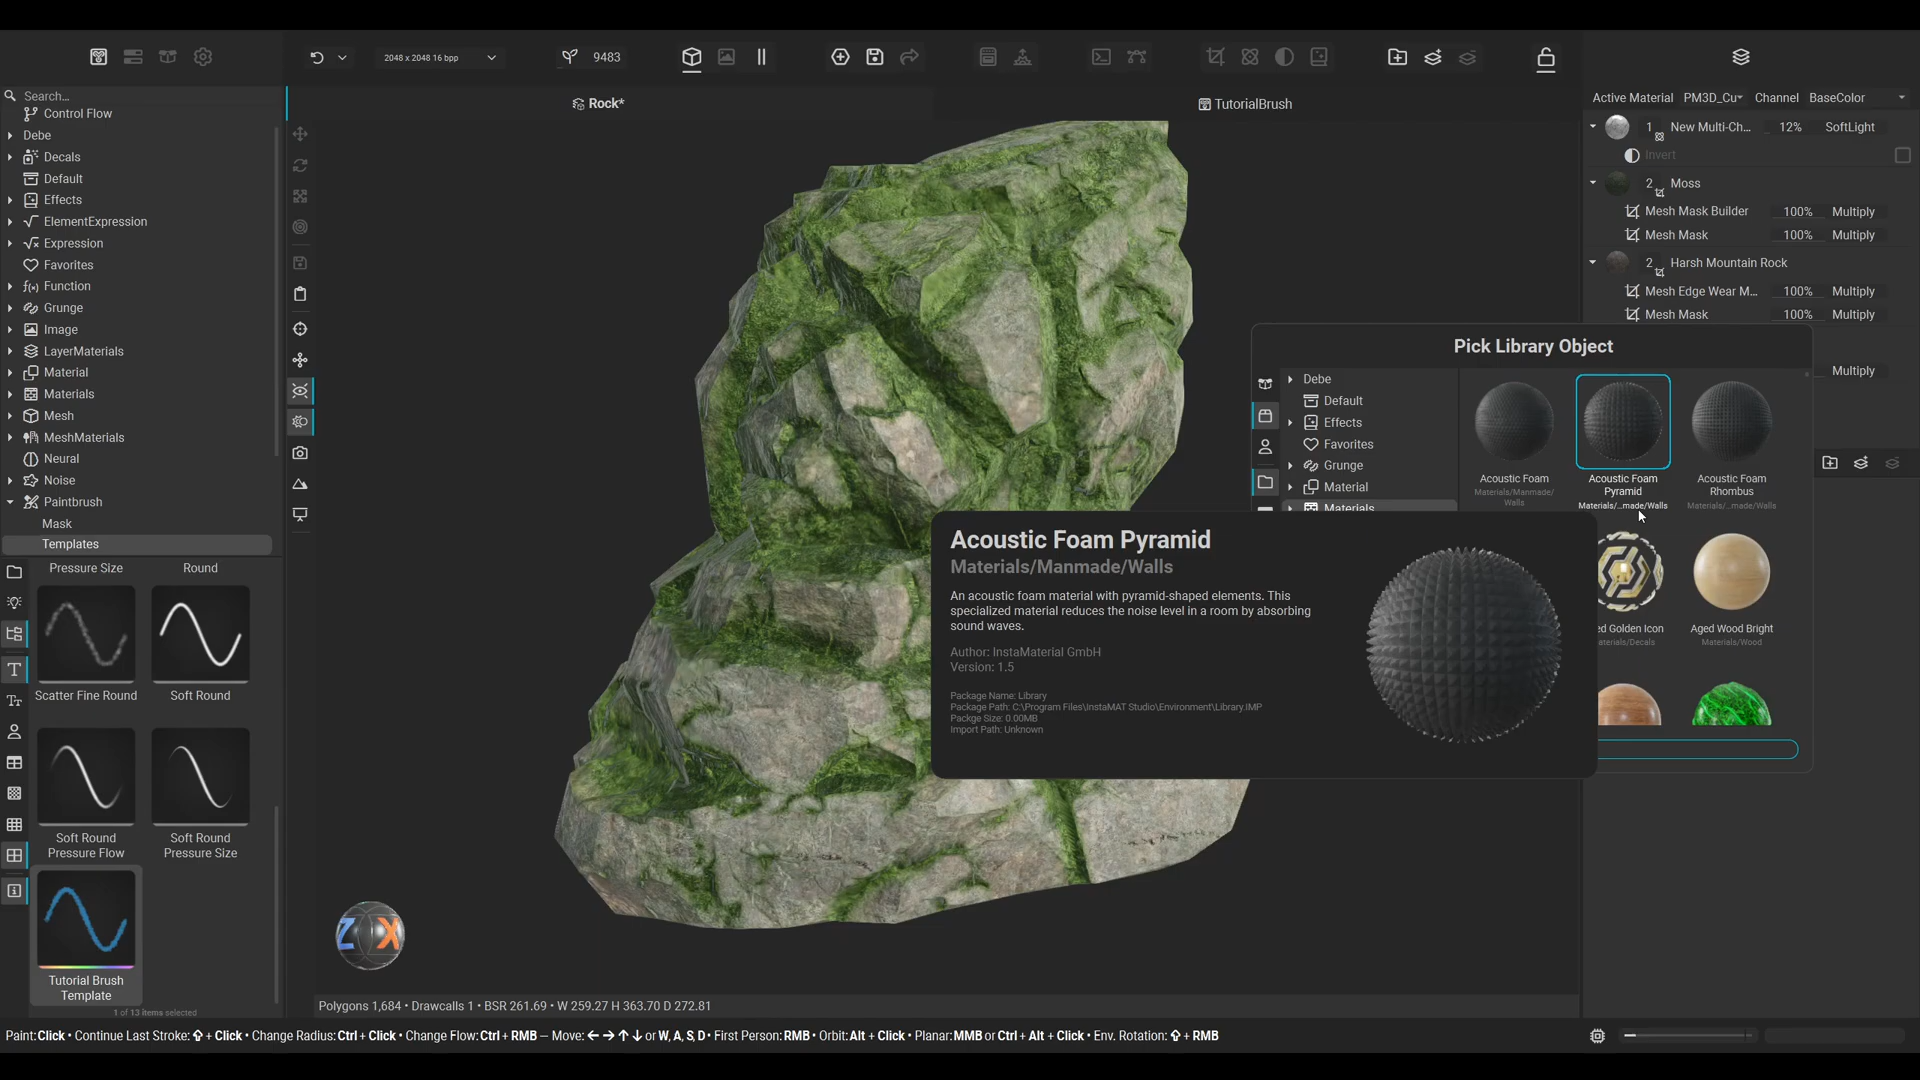 2048 x 2048 16 bpp
9483
Search...
Control Flow
Debe
Decals
Default
Effects
ElementExpression
Expression
Favorites
Function
Grunge
Image
LayerMaterials
Material
Materials
Mesh
MeshMaterials
Neural
Noise
Paintbrush
Mask
Templates
Pressure Size
Round
Scatter Fine Round
Soft Round
Soft Round
Pressure Flow
Soft Round
Pressure Size
Tutorial Brush
Template
1 of 13 items selected
Rock*
TutorialBrush
Z
X
Polygons 1,684 • Drawcalls 1 • BSR 261.69 • W 259.27 H 363.70 D 272.81
Active Material PM3D_Cu Channel BaseColor
1 New Multi-Ch... 12% SoftLight
Invert
2 Moss
Mesh Mask Builder 100% Multiply
Mesh Mask 100% Multiply
2 Harsh Mountain Rock
Mesh Edge Wear M... 100% Multiply
Mesh Mask 100% Multiply
Multiply
Pick Library Object
Debe
Default
Effects
Favorites
Grunge
Material
Materials
Acoustic Foam
Materials/Manmade/
Walls
Acoustic Foam
Pyramid
Materials/...made/Walls
Acoustic Foam
Rhombus
Materials/...made/Walls
ed Golden Icon
aterials/Decals
Aged Wood Bright
Materials/Wood
Acoustic Foam Pyramid
Materials/Manmade/Walls
An acoustic foam material with pyramid-shaped elements. This
specialized material reduces the noise level in a room by absorbing
sound waves.
Author: InstaMaterial GmbH
Version: 1.5
Package Name: Library
Package Path: C:\Program Files\InstaMAT Studio\Environment\Library.IMP
Packge Size: 0.00MB
Import Path: Unknown
Paint: Click • Continue Last Stroke: ⇧ + Click • Change Radius: Ctrl + Click • Change Flow: Ctrl + RMB — Move: ← → ↑ ↓ or W, A, S, D • First Person: RMB • Orbit: Alt + Click • Planar: MMB or Ctrl + Alt + Click • Env. Rotation: ⇧ + RMB